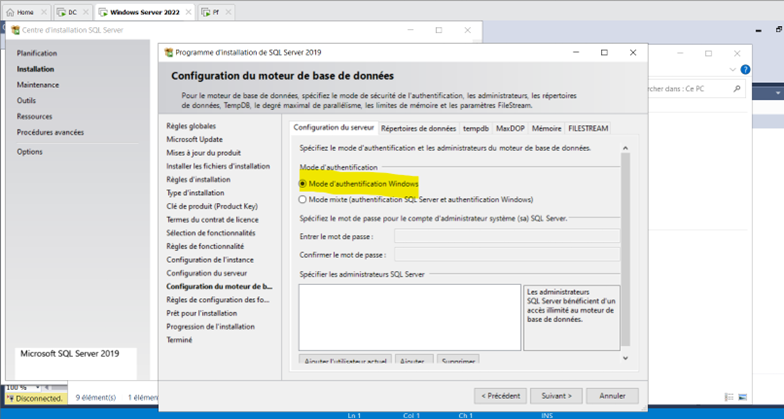 Home
DC
Windows Server 2022
Pf
Centre d'installation SQL Server
Planification
Installation
Maintenance
Outils
Ressources
Procédures avancées
Options
Microsoft SQL Server 2019
Programme d'installation de SQL Server 2019
Configuration du moteur de base de données
Pour le moteur de base de données, spécifiez le mode de sécurité de l'authentification, les administrateurs, les répertoires
de données, TempDB, le degré maximal de parallélisme, les limites de mémoire et les paramètres FileStream.
Règles globales
Microsoft Update
Mises à jour du produit
Installer les fichiers d'installation
Règles d'installation
Type d'installation
Clé de produit (Product Key)
Termes du contrat de licence
Sélection de fonctionnalités
Règles de fonctionnalité
Configuration de l'instance
Configuration du serveur
Configuration du moteur de b...
Règles de configuration des fo...
Prêt pour l'installation
Progression de l'installation
Terminé
Configuration du serveur Répertoires de données tempdb MaxDOP Mémoire FILESTREAM
Spécifiez le mode d'authentification et les administrateurs du moteur de base de données.
Mode d'authentification
Mode d'authentification Windows
Mode mixte (authentification SQL Server et authentification Windows)
Spécifiez le mot de passe pour le compte d'administrateur système (sa) SQL Server.
Entrer le mot de passe :
Confirmer le mot de passe :
Spécifier les administrateurs SQL Server
Les administrateurs
SQL Server bénéficient d'un
accès illimité au moteur de
base de données.
Ajouter l'utilisateur actuel Ajouter... Supprimer
< Précédent Suivant > Annuler
rcher dans : Ce PC
100 %
Disconnected.
9 élément(s) 1 élémen
Ln 1 Col 1 Ch 1 INS